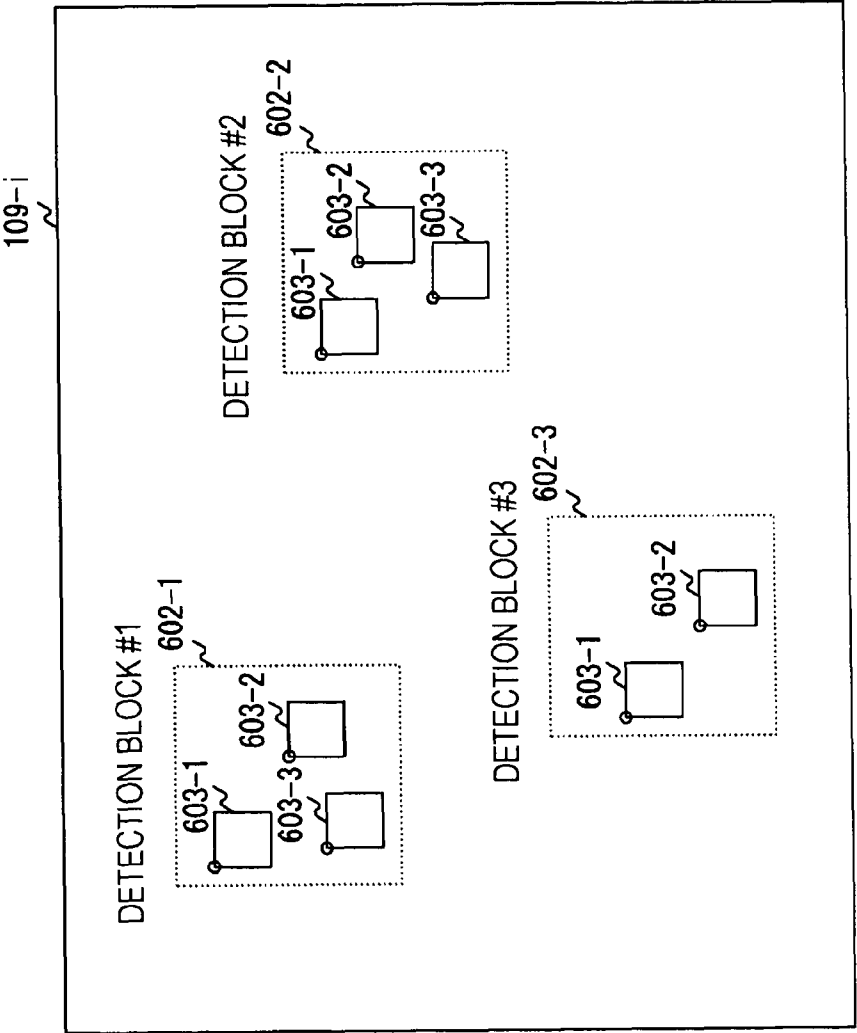 109-i
DETECTION BLOCK #1
602-1
603-1
603-2
603-3
DETECTION BLOCK #2
602-2
603-1
603-2
603-3
DETECTION BLOCK #3
602-3
603-1
603-2